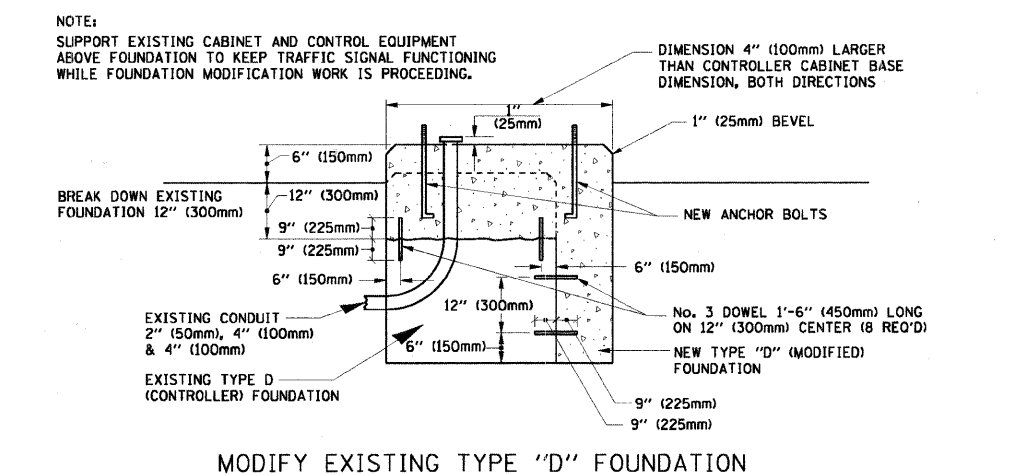 NOTE:
SUPPORT EXISTING CABINET AND CONTROL EQUIPMENT
ABOVE FOUNDATION TO KEEP TRAFFIC SIGNAL FUNCTIONING
WHILE FOUNDATION MODIFICATION WORK IS PROCEEDING.
DIMENSION 4" (100mm) LARGER
THAN CONTROLLER CABINET BASE
DIMENSION, BOTH DIRECTIONS
1"
(25mm)
1" (25mm) BEVEL
6" (150mm)
BREAK DOWN EXISTING
FOUNDATION 12" (300mm)
12" (300mm)
9" (225mm)
9" (225mm)
6" (150mm)
NEW ANCHOR BOLTS
6" (150mm)
12" (300mm)
6" (150mm)
EXISTING CONDUIT
2" (50mm), 4" (100mm)
& 4" (100mm)
No. 3 DOWEL 1'-6" (450mm) LONG
ON 12" (300mm) CENTER (8 REQ'D)
NEW TYPE "D" (MODIFIED)
FOUNDATION
EXISTING TYPE D
(CONTROLLER) FOUNDATION
9" (225mm)
9" (225mm)
MODIFY EXISTING TYPE "D" FOUNDATION